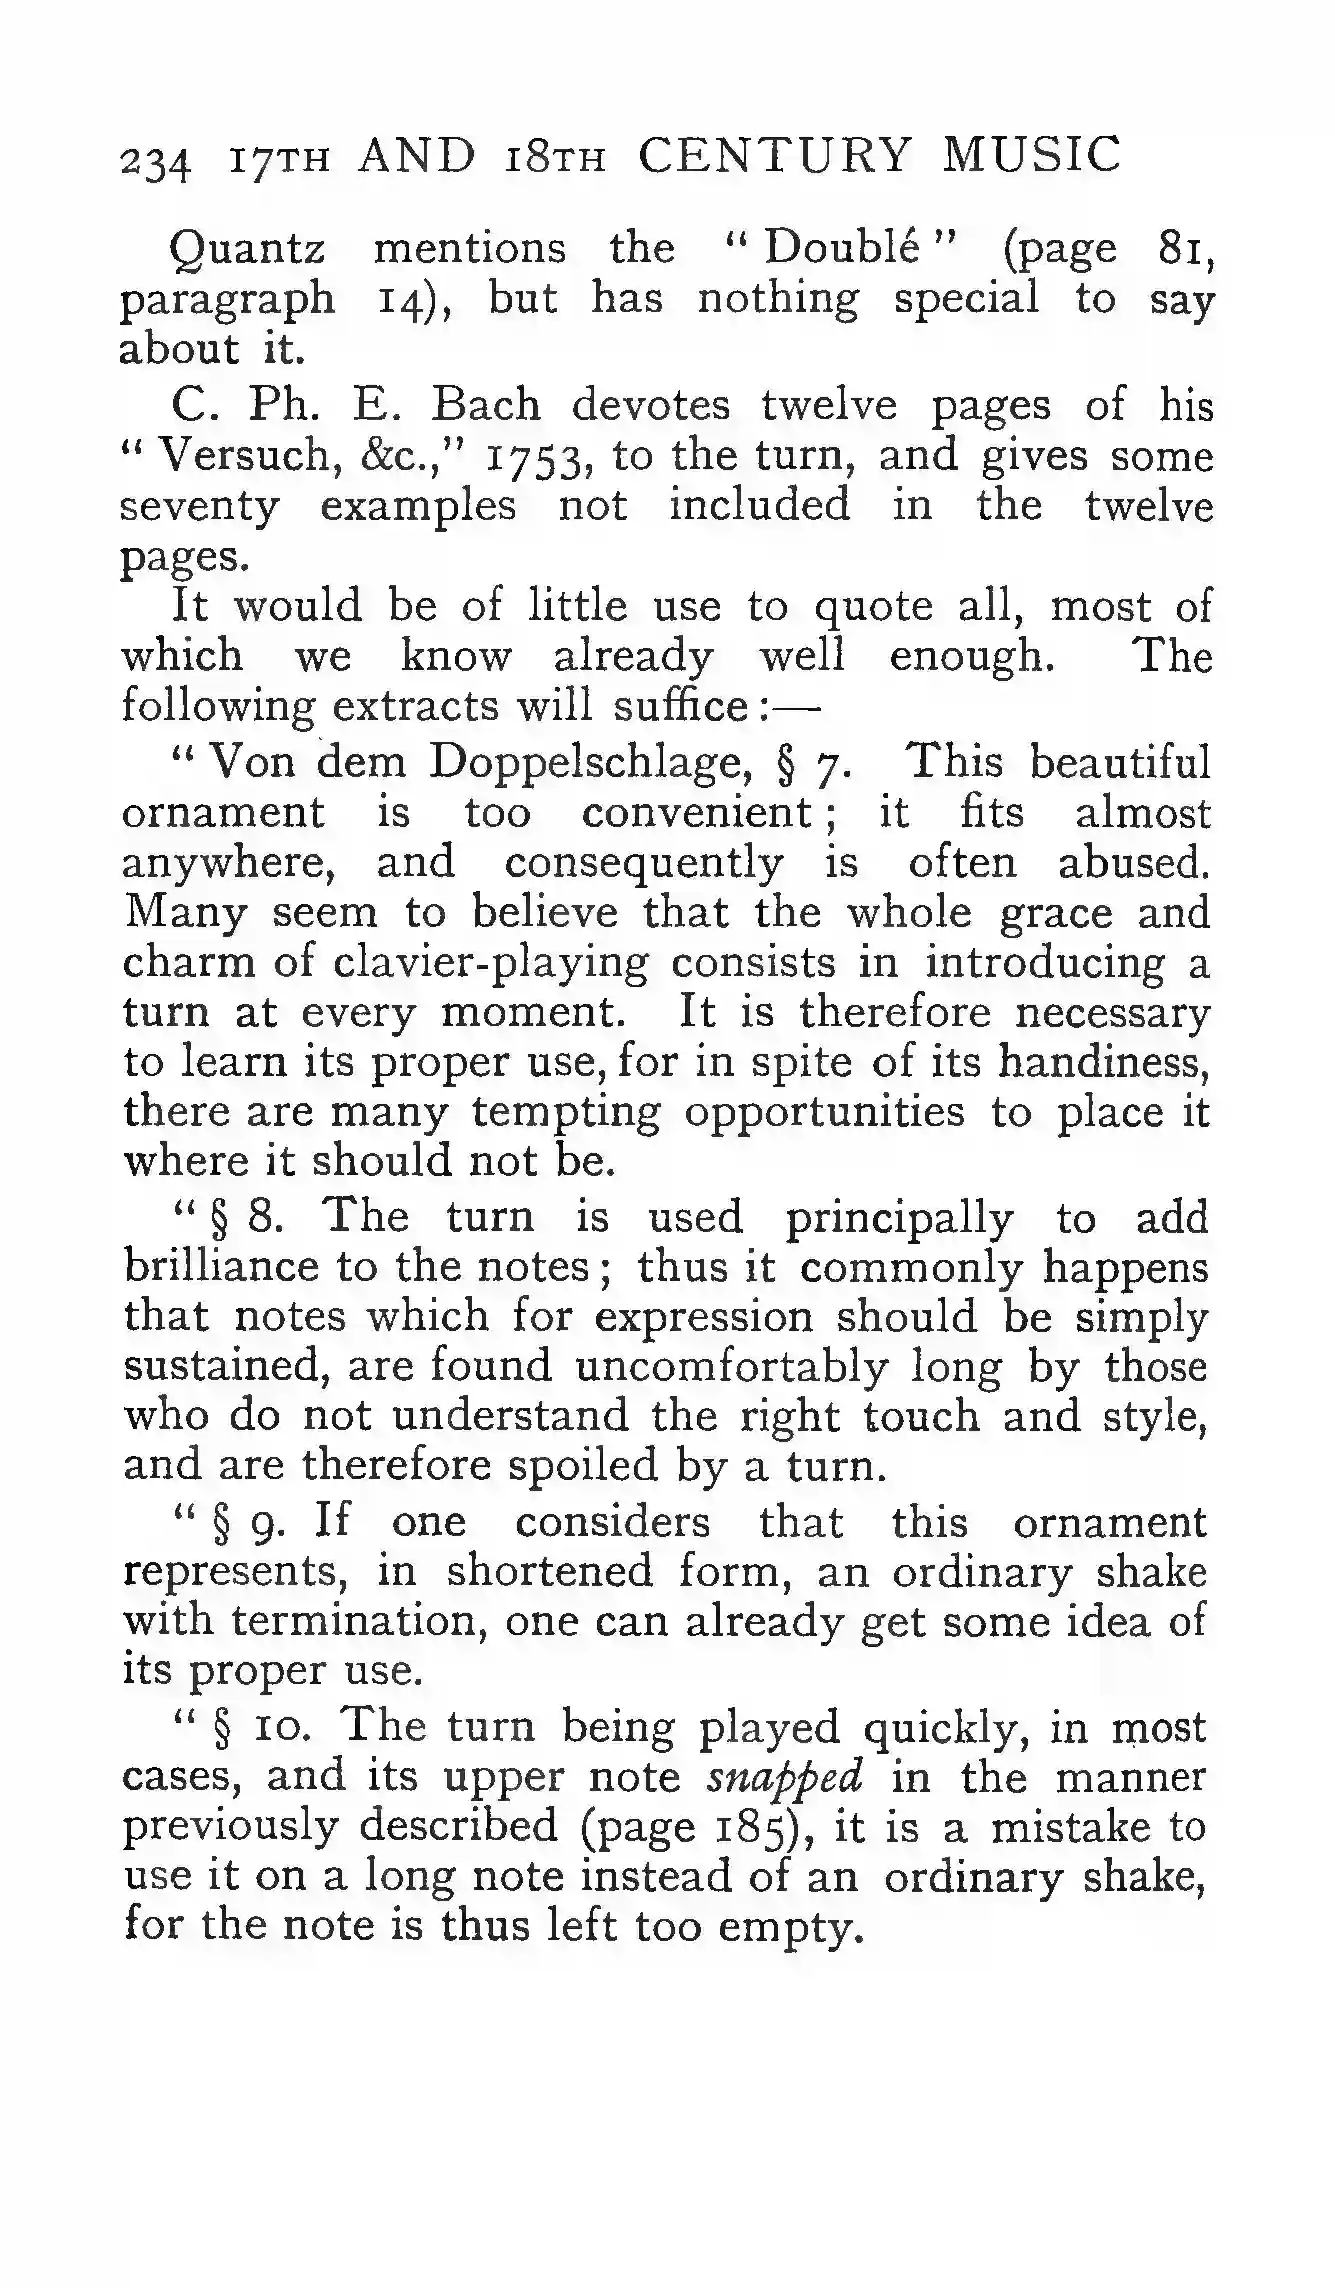 234 17TH AND 18TH CENTURY MUSIC
Quantz mentions the “ Doublé ” (page 81,
paragraph 14), but has nothing special to say
about it.
C. Ph. E. Bach devotes twelve pages of his
“ Versuch, &c.,” 1753, to the turn, and gives some
seventy examples not included in the twelve
pages.
It would be of little use to quote all, most of
which we know already well enough. The
following extracts will suffice :—
“ Von dem Doppelschlage, § 7. This beautiful
ornament is too convenient ; it fits almost
anywhere, and consequently is often abused.
Many seem to believe that the whole grace and
charm of clavier-playing consists in introducing a
turn at every moment. It is therefore necessary
to learn its proper use, for in spite of its handiness,
there are many tempting opportunities to place it
where it should not be.
“ § 8. The turn is used principally to add
brilliance to the notes ; thus it commonly happens
that notes which for expression should be simply
sustained, are found uncomfortably long by those
who do not understand the right touch and style,
and are therefore spoiled by a turn.
“ § 9. If one considers that this ornament
represents, in shortened form, an ordinary shake
with termination, one can already get some idea of
its proper use.
“ § 10. The turn being played quickly, in most
cases, and its upper note snapped in the manner
previously described (page 185), it is a mistake to
use it on a long note instead of an ordinary shake,
for the note is thus left too empty.